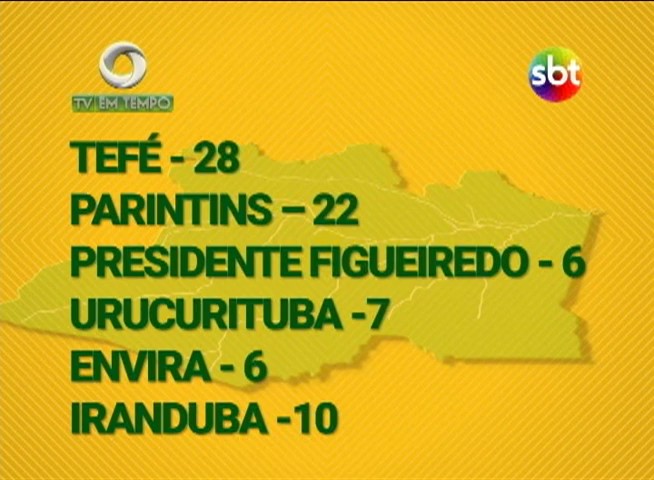 TV EM TEMPO
sbt
TEFÉ - 28
PARINTINS – 22
PRESIDENTE FIGUEIREDO - 6
URUCURITUBA -7
ENVIRA - 6
IRANDUBA -10